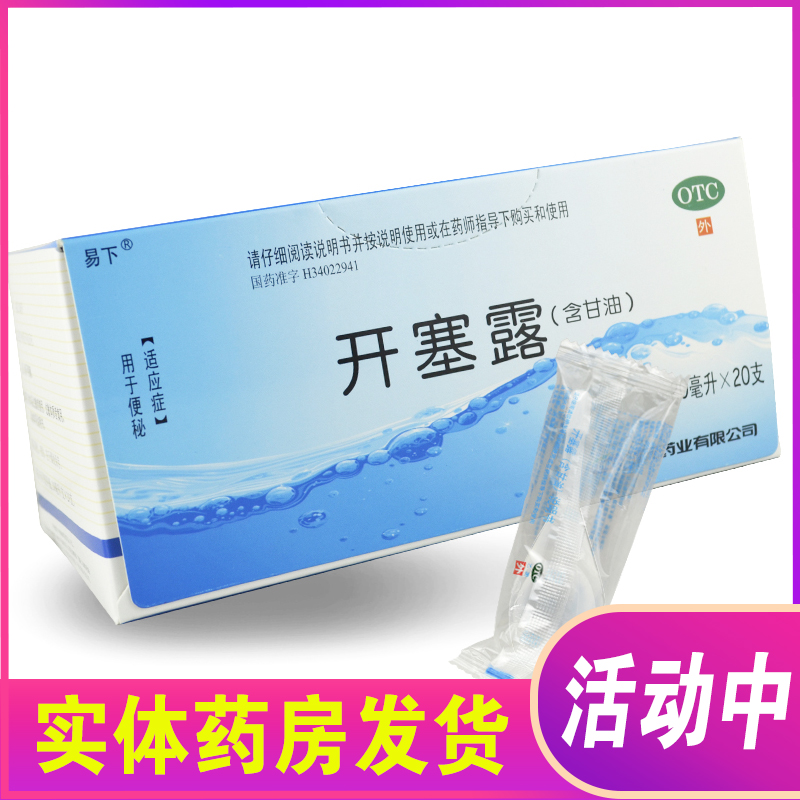 易下®
OTC
外
请仔细阅读说明书并按说明使用或在药师指导下购买和使用
国药准字 H34022941
开塞露(含甘油)
【适应症】
用于便秘
毫升×20支
药业有限公司
OTC
外
实体药房发货
活动中